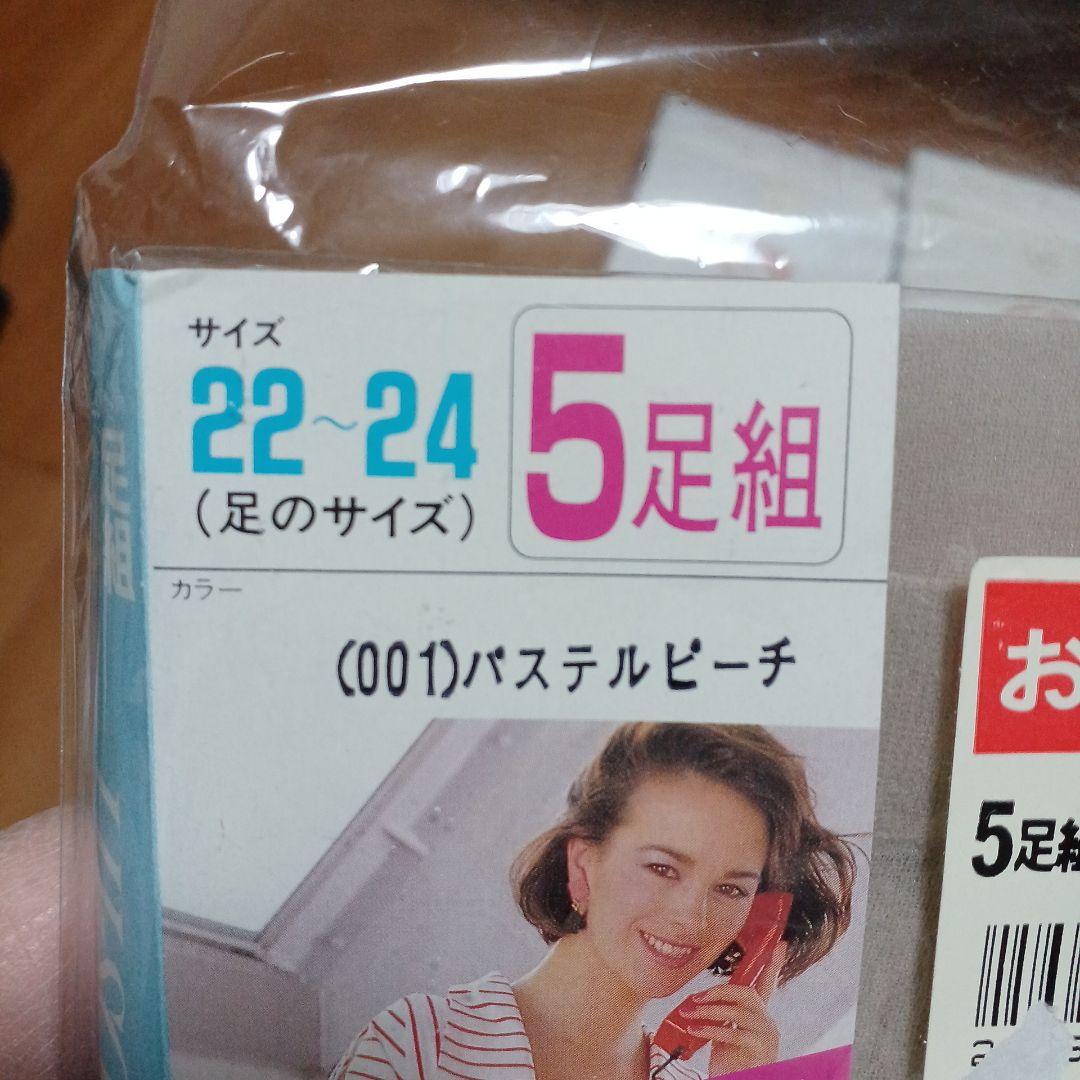 サイズ
22～24
(足のサイズ)
5足組
カラー
(001)パステルピーチ
お
5足組